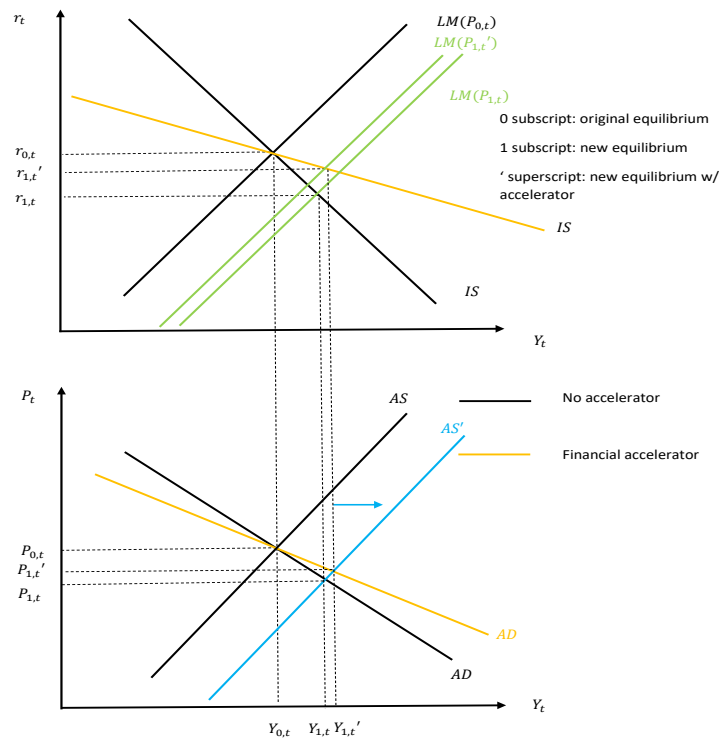 r_t
LM(P_{0,t})
LM(P_{1,t}')
LM(P_{1,t})
0 subscript: original equilibrium
1 subscript: new equilibrium
‘ superscript: new equilibrium w/
accelerator
r_{0,t}
r_{1,t}'
r_{1,t}
IS
IS
Y_t
P_t
AS
No accelerator
AS'
Financial accelerator
P_{0,t}
P_{1,t}'
P_{1,t}
AD
AD
Y_{0,t} Y_{1,t} Y_{1,t}'
Y_t